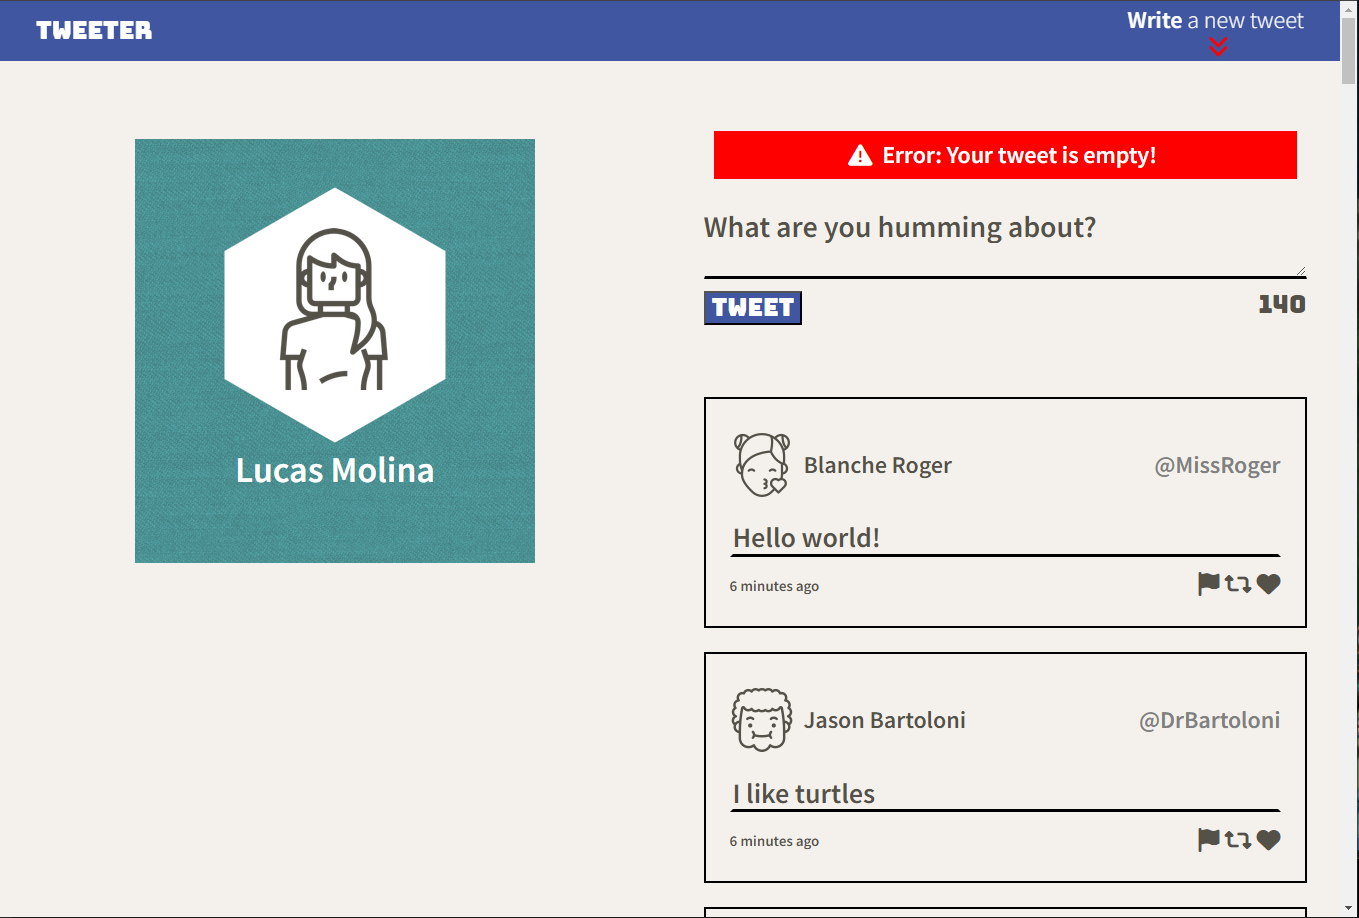 TWEETER
Write a new tweet
Error: Your tweet is empty!
What are you humming about?
TWEET
140
Lucas Molina
Blanche Roger
@MissRoger
Hello world!
6 minutes ago
Jason Bartoloni
@DrBartoloni
I like turtles
6 minutes ago